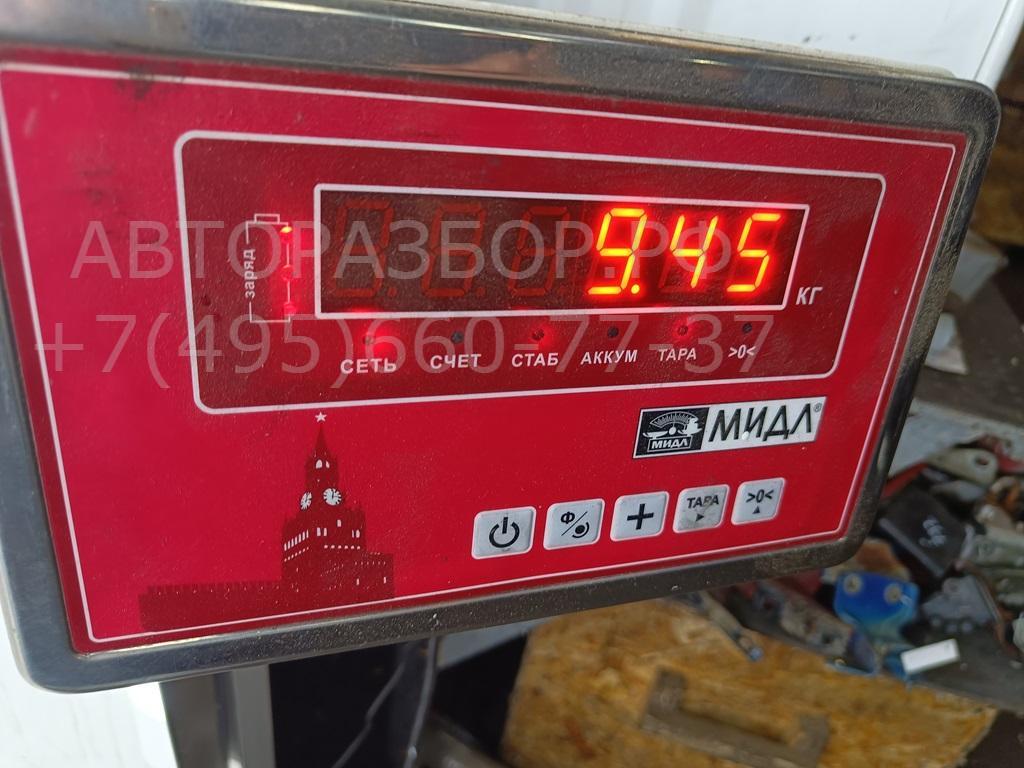 9.45
КГ
заряд
АВТОРАЗБОР.РФ
+7(495)660-77-37
СЕТЬ СЧЕТ СТАБ АККУМ ТАРА >0<
МИДЛ МИДЛ®
Ф
+
ТАРА
>0<